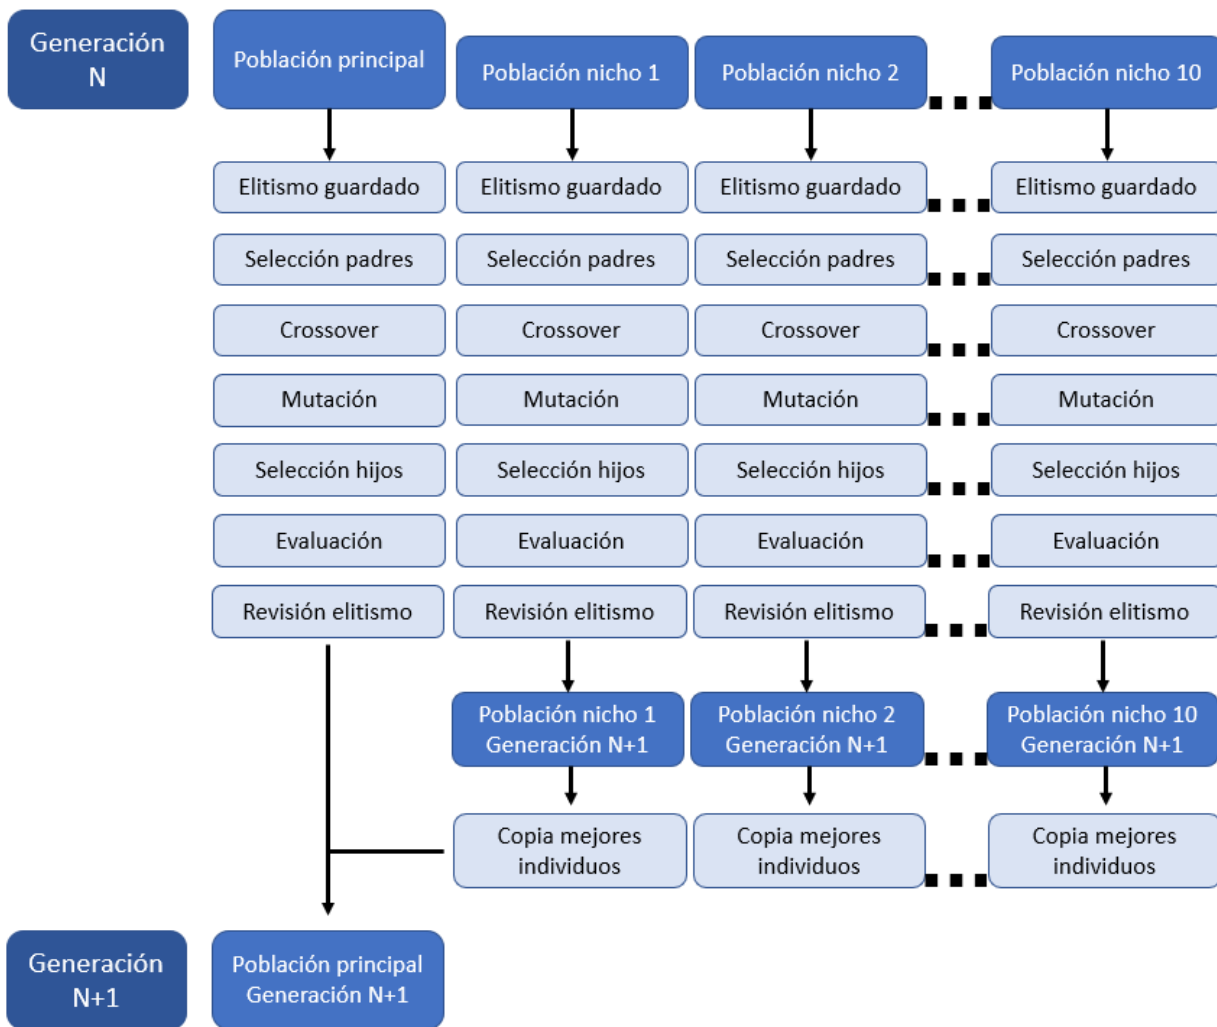 Generación
N
Población principal
Población nicho 1
Población nicho 2
Población nicho 10
Elitismo guardado
Elitismo guardado
Elitismo guardado
Elitismo guardado
Selección padres
Selección padres
Selección padres
Selección padres
Crossover
Crossover
Crossover
Crossover
Mutación
Mutación
Mutación
Mutación
Selección hijos
Selección hijos
Selección hijos
Selección hijos
Evaluación
Evaluación
Evaluación
Evaluación
Revisión elitismo
Revisión elitismo
Revisión elitismo
Revisión elitismo
Población nicho 1
Generación N+1
Población nicho 2
Generación N+1
Población nicho 10
Generación N+1
Copia mejores
individuos
Copia mejores
individuos
Copia mejores
individuos
Generación
N+1
Población principal
Generación N+1